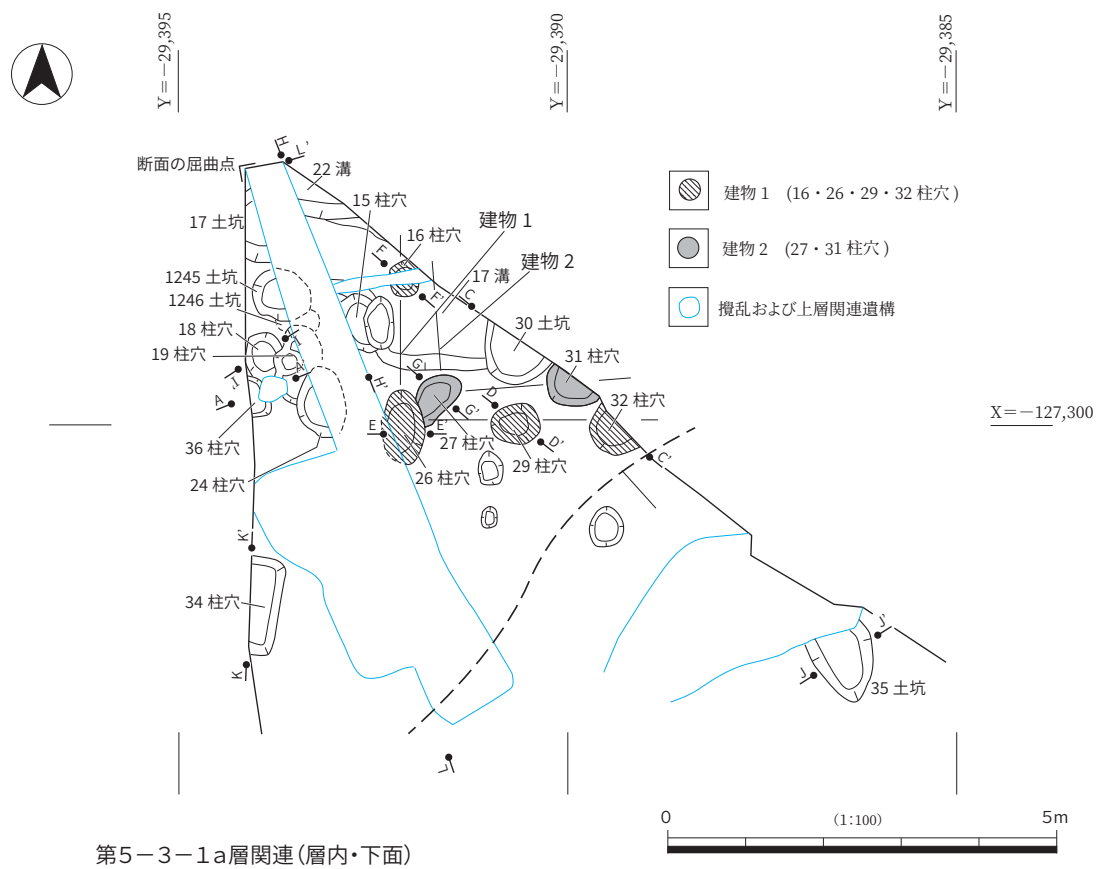 Y＝－29,395
Y＝－29,390
Y＝－29,385
H
L'
断面の屈曲点
22 溝
15 柱穴
17 土坑
建物 1
16 柱穴
F
建物 2
1245 土坑
17 溝
1246 土坑
F'
C
18 柱穴
30 土坑
I'
19 柱穴
31 柱穴
A'
G
I
H'
D
A
G'
32 柱穴
E
E'
36 柱穴
27 柱穴
D'
29 柱穴
C'
26 柱穴
24 柱穴
K'
34 柱穴
K
J'
J
35 土坑
L
建物 1　(16・26・29・32 柱穴 )
建物 2　(27・31 柱穴 )
攪乱および上層関連遺構
X＝－127,300
0
(1:100)
5m
第5－3－1a層関連（層内・下面）